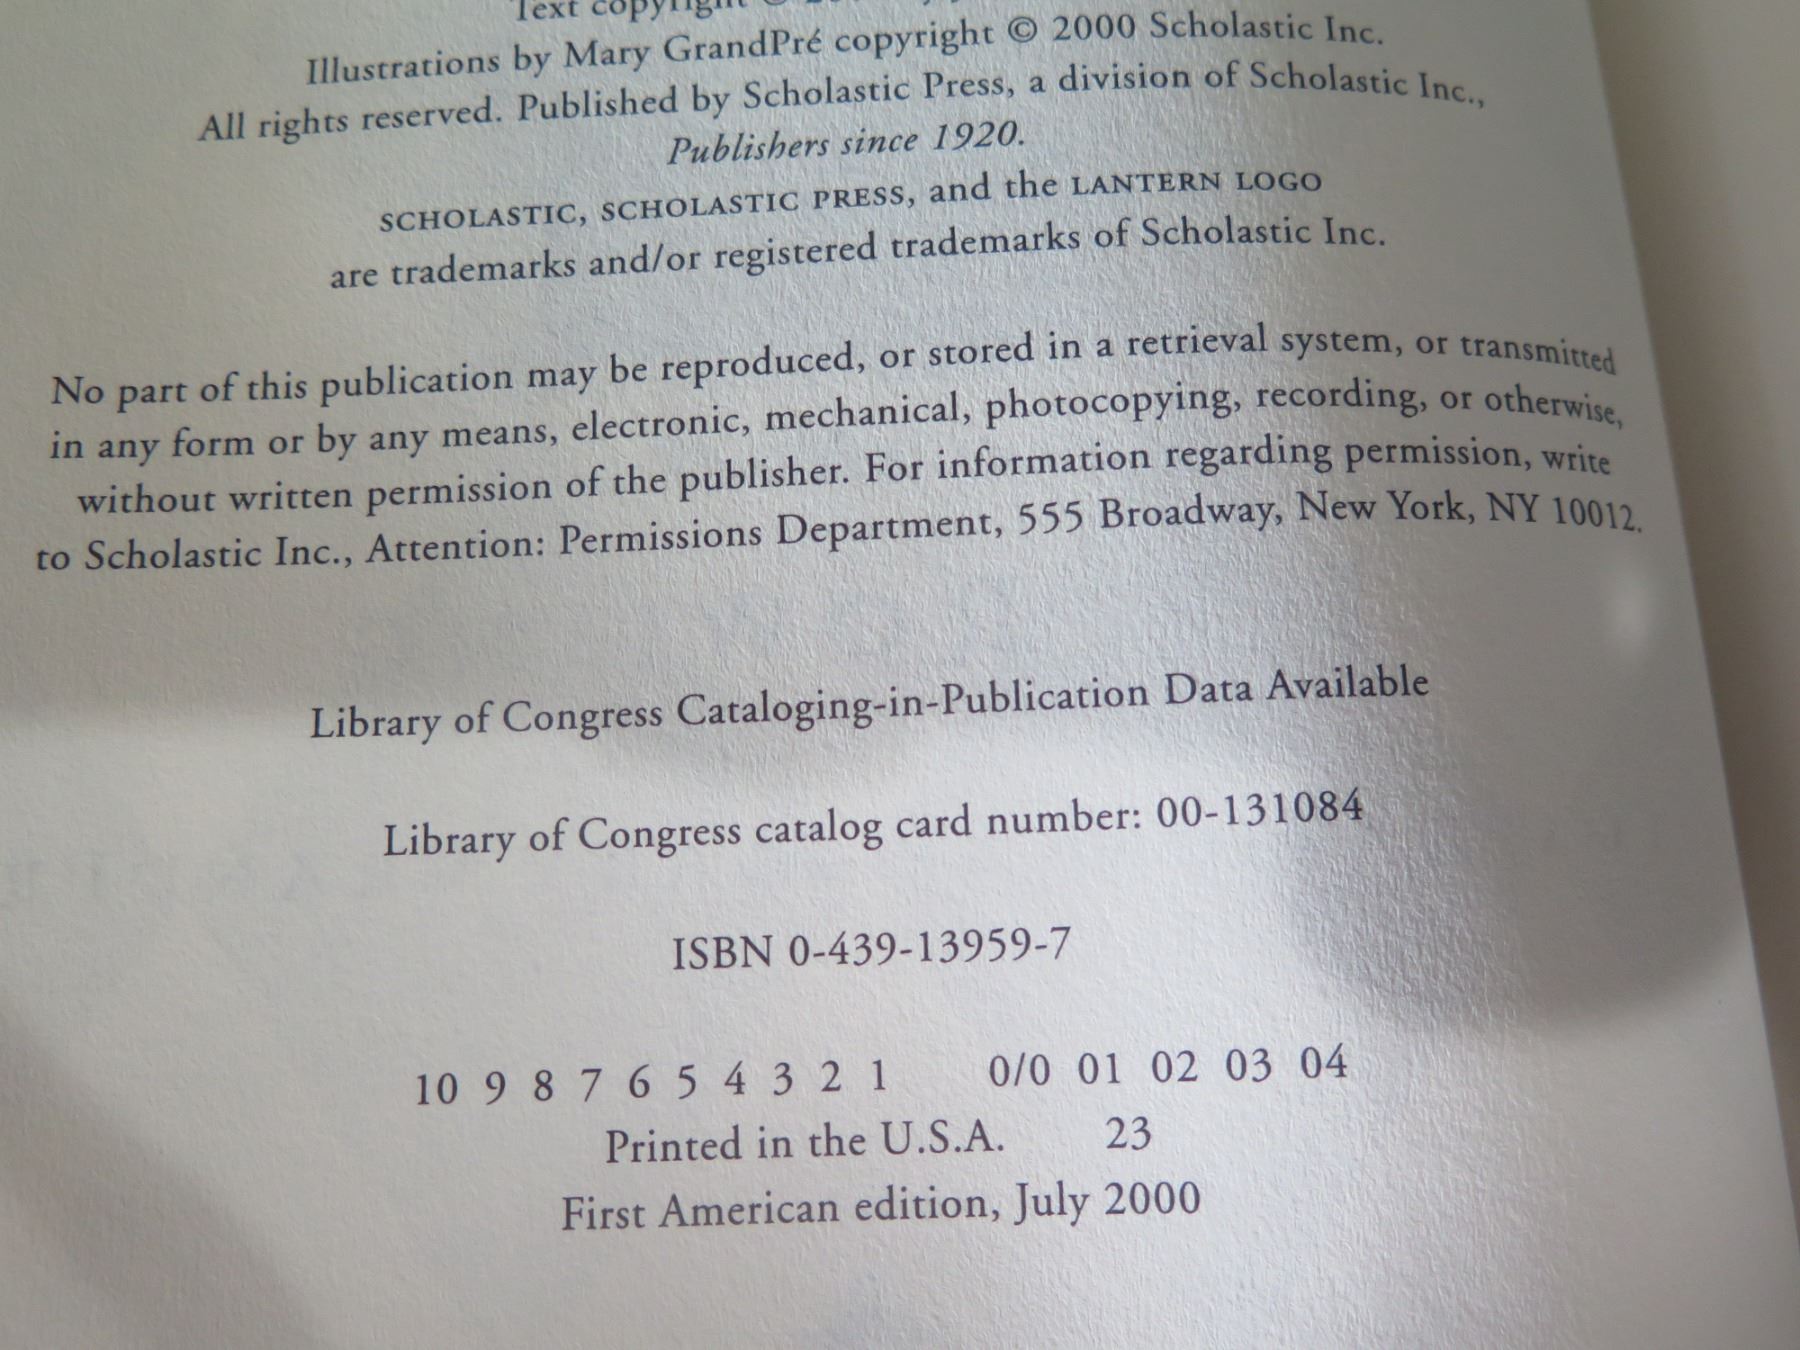 Text copyright ©
Illustrations by Mary GrandPré copyright © 2000 Scholastic Inc.
All rights reserved. Published by Scholastic Press, a division of Scholastic Inc.,
Publishers since 1920.
SCHOLASTIC, SCHOLASTIC PRESS, and the LANTERN LOGO
are trademarks and/or registered trademarks of Scholastic Inc.
No part of this publication may be reproduced, or stored in a retrieval system, or transmitted
in any form or by any means, electronic, mechanical, photocopying, recording, or otherwise,
without written permission of the publisher. For information regarding permission, write
to Scholastic Inc., Attention: Permissions Department, 555 Broadway, New York, NY 10012.
Library of Congress Cataloging-in-Publication Data Available
Library of Congress catalog card number: 00-131084
ISBN 0-439-13959-7
10 9 8 7 6 5 4 3 2 1 0/0 01 02 03 04
Printed in the U.S.A. 23
First American edition, July 2000